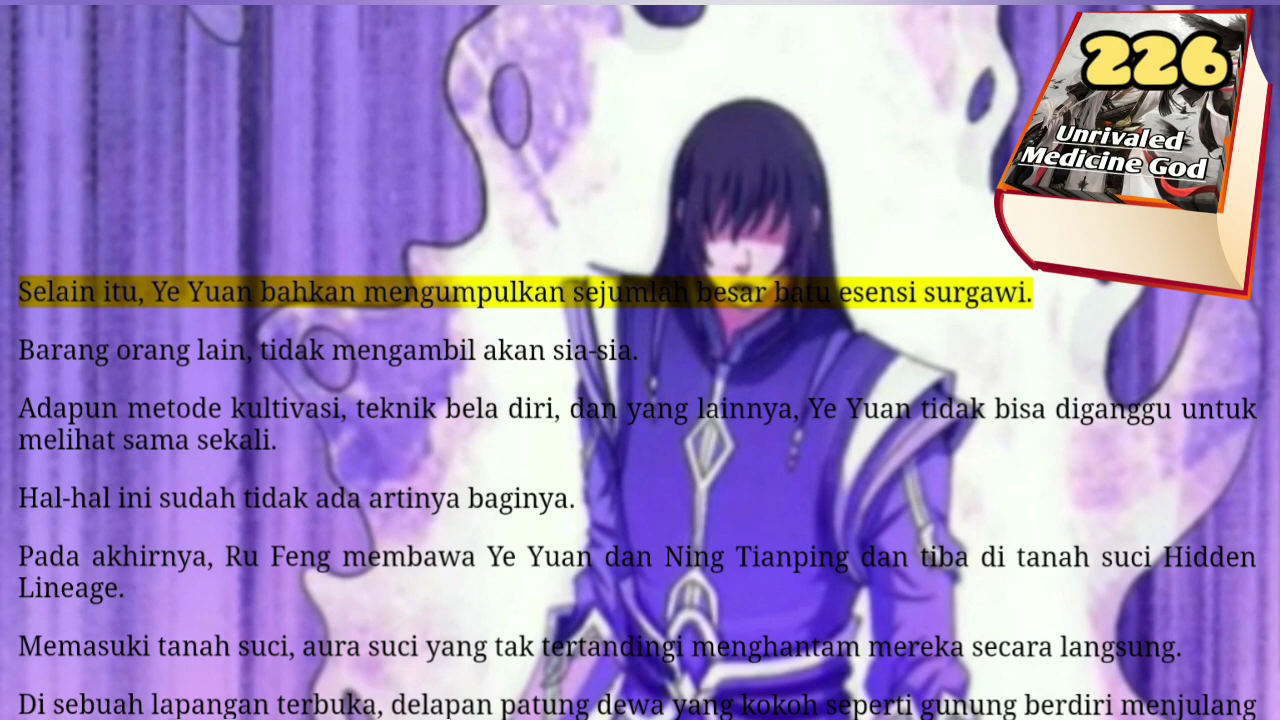 226
Unrivaled
Medicine God
Selain itu, Ye Yuan bahkan mengumpulkan sejumlah besar batu esensi surgawi.
Barang orang lain, tidak mengambil akan sia-sia.
Adapun metode kultivasi, teknik bela diri, dan yang lainnya, Ye Yuan tidak bisa diganggu untuk
melihat sama sekali.
Hal-hal ini sudah tidak ada artinya baginya.
Pada akhirnya, Ru Feng membawa Ye Yuan dan Ning Tianping dan tiba di tanah suci Hidden
Lineage.
Memasuki tanah suci, aura suci yang tak tertandingi menghantam mereka secara langsung.
Di sebuah lapangan terbuka, delapan patung dewa yang kokoh seperti gunung berdiri menjulang